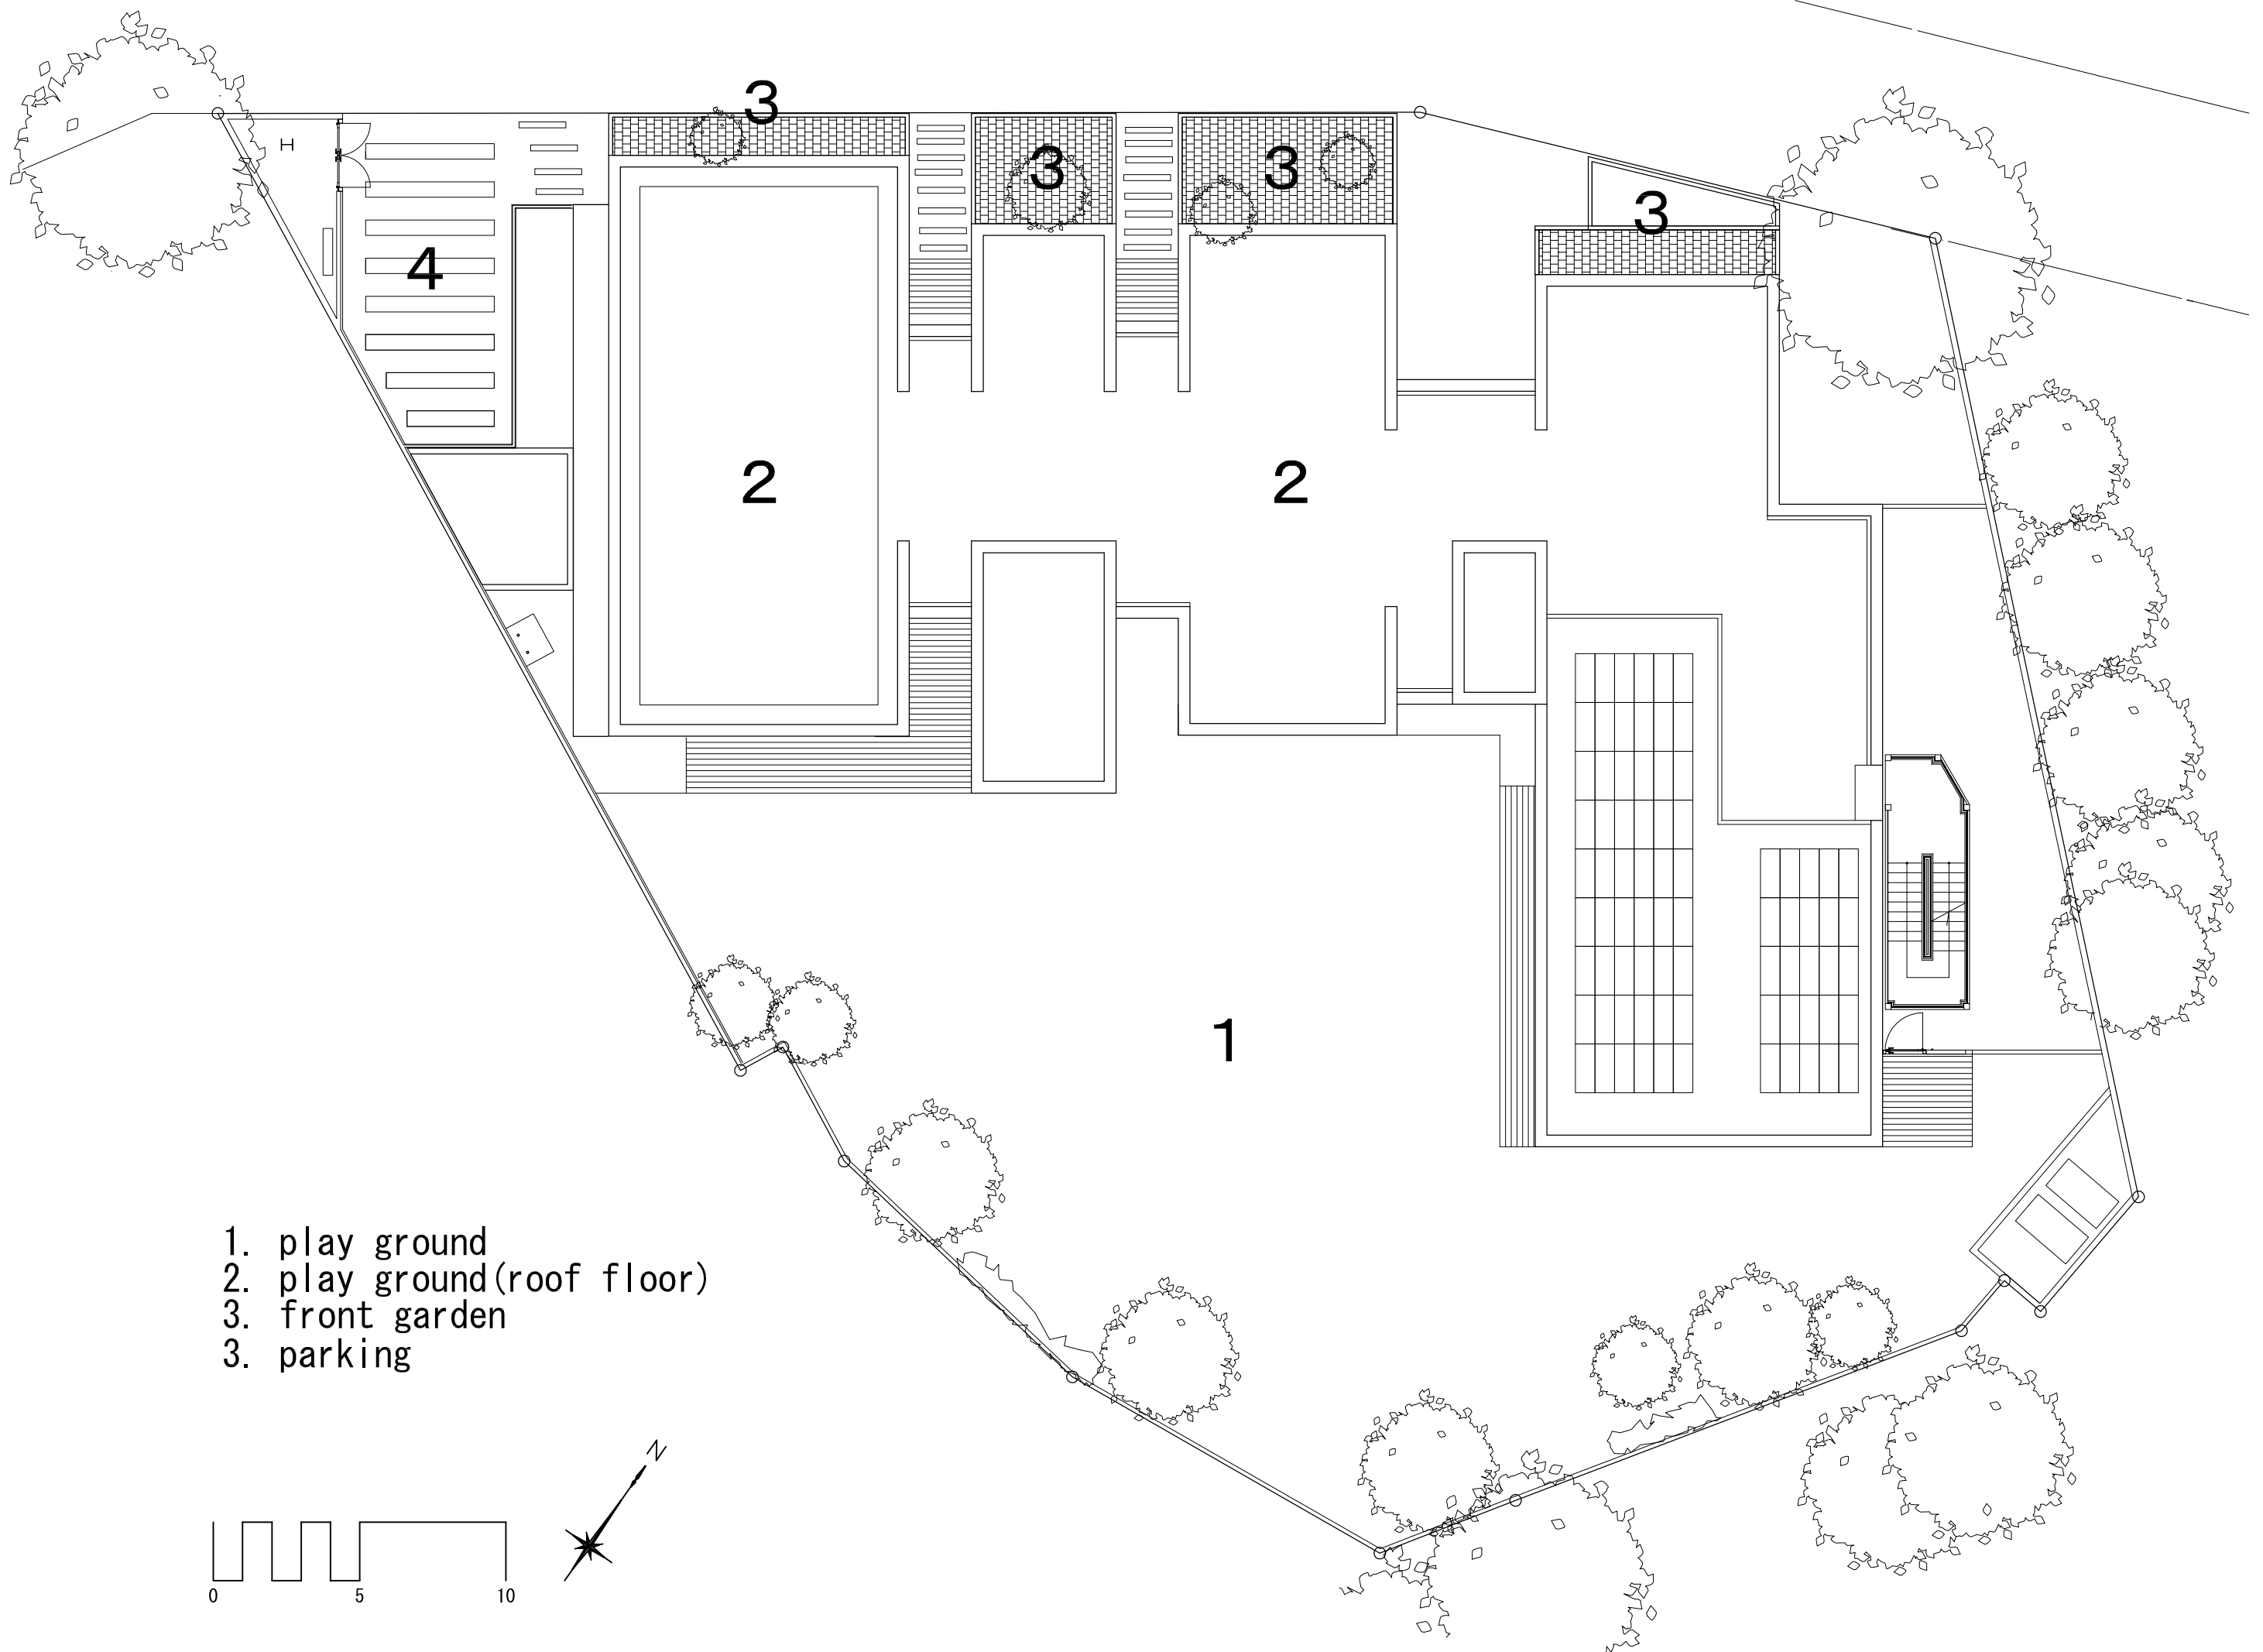 3
H
3
3
3
4
2
2
1
1. play ground
2. play ground(roof floor)
3. front garden
3. parking
N
0 5 10